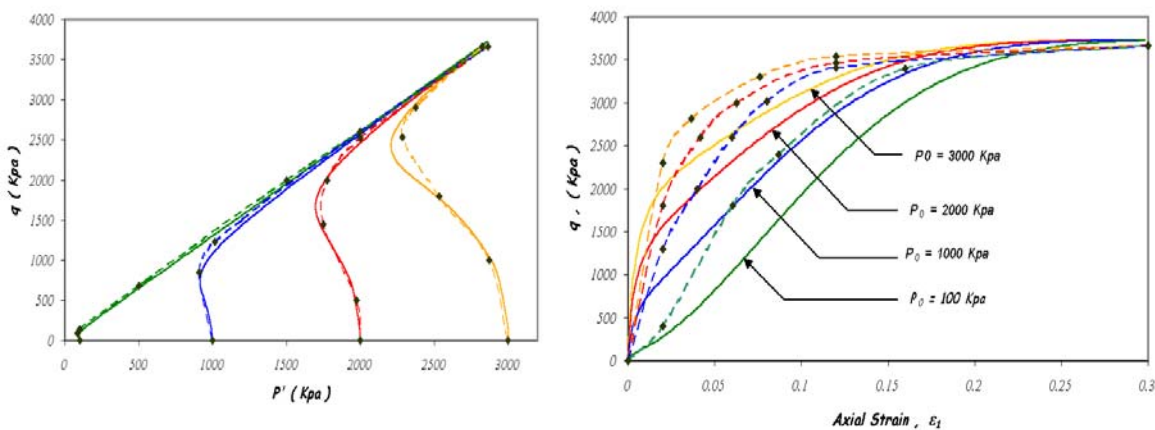 4000
3500
3000
2500
2000
1500
1000
500
0
q ( Kpa)
0 500 1000 1500 2000 2500 3000
P' ( Kpa )
4000
3500
3000
2500
2000
1500
1000
500
0
q , ( Kpa)
P0 = 3000 Kpa
P0 = 2000 Kpa
P0 = 1000 Kpa
P0 = 100 Kpa
0 0.05 0.1 0.15 0.2 0.25 0.3
Axial Strain , ε1